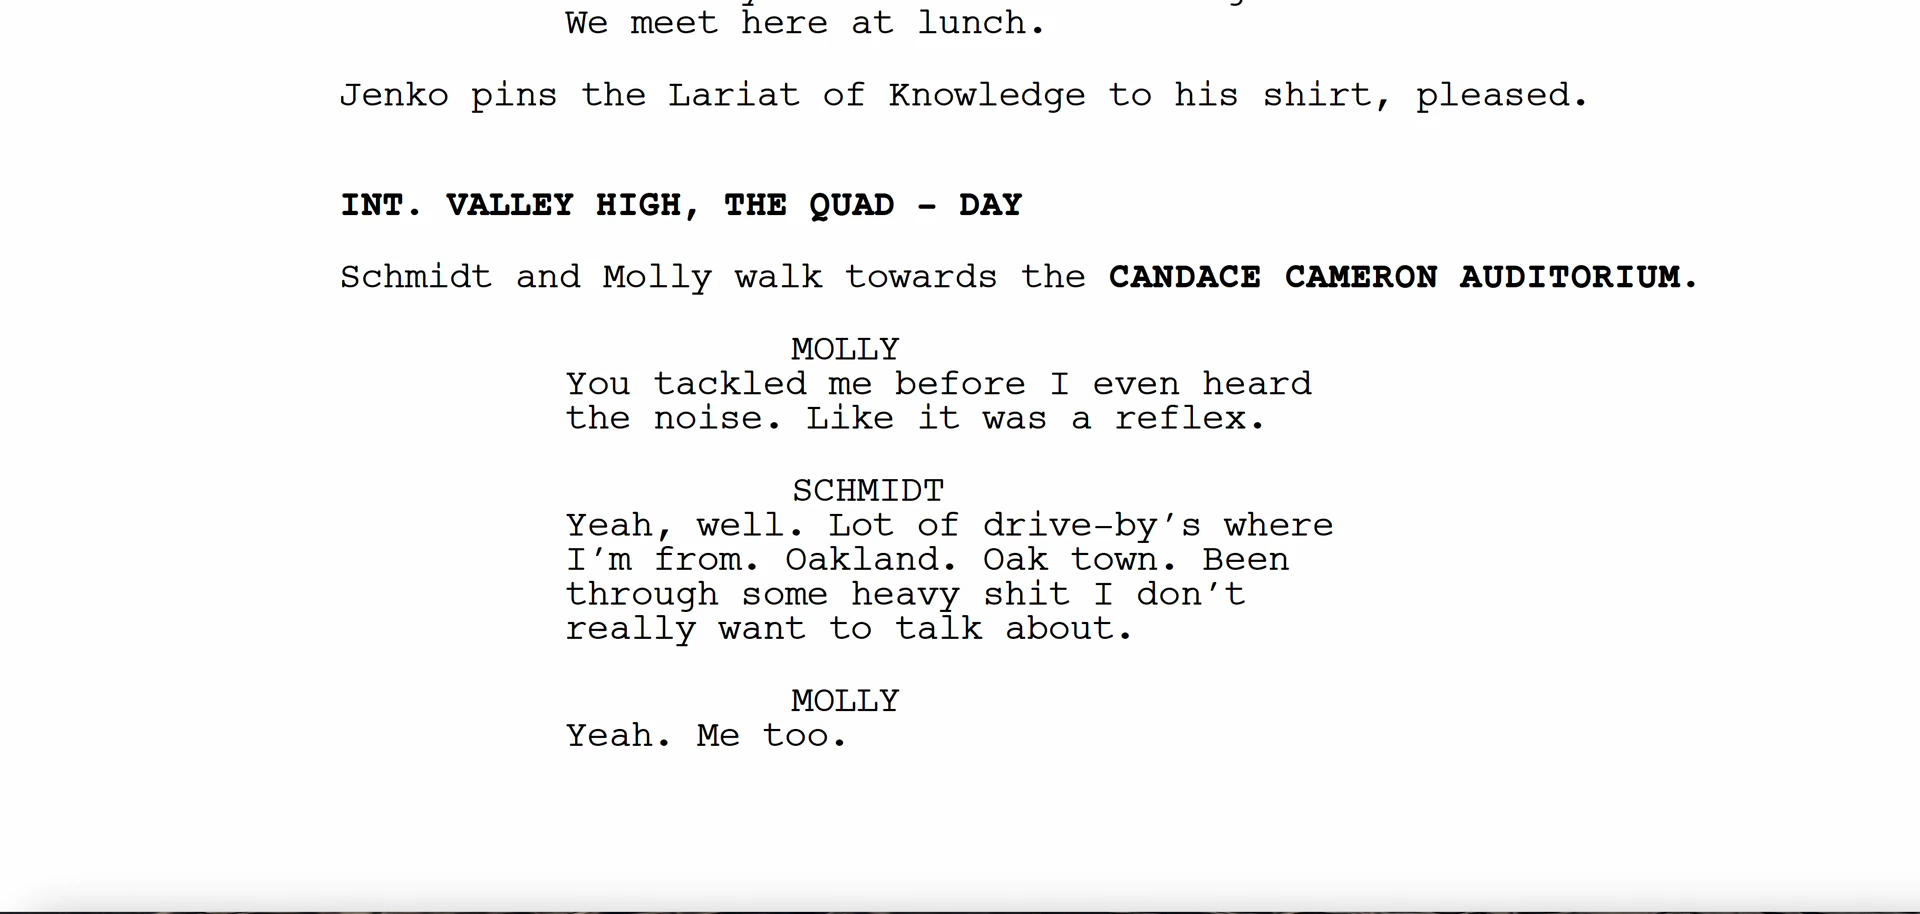 We meet here at lunch.
Jenko pins the Lariat of Knowledge to his shirt, pleased.
INT. VALLEY HIGH, THE QUAD - DAY
Schmidt and Molly walk towards the CANDACE CAMERON AUDITORIUM.
MOLLY
You tackled me before I even heard
the noise. Like it was a reflex.
SCHMIDT
Yeah, well. Lot of drive-by’s where
I’m from. Oakland. Oak town. Been
through some heavy shit I don’t
really want to talk about.
MOLLY
Yeah. Me too.